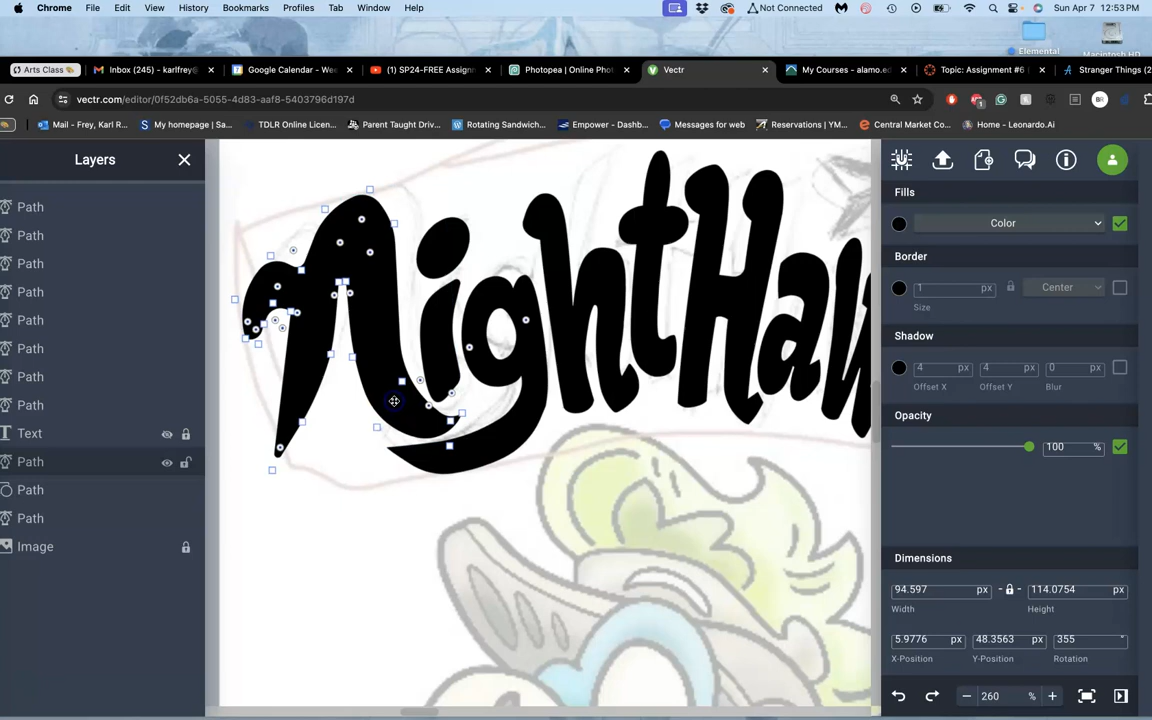 Chrome File Edit View History Bookmarks Profiles Tab Window Help Not Connected Sun Apr 7 12:53 PM
Elemental
Macintosh HD
Arts Class Inbox (245) - karlfrey@ Google Calendar - Wee (1) SP24-FREE Assignm Photopea | Online Phot Vectr My Courses - alamo.ed Topic: Assignment #6 ( Stranger Things (2
vectr.com/editor/0f52db6a-5055-4d83-aaf8-5403796d197d
Mail - Frey, Karl R... My homepage | Sa... TDLR Online Licen... Parent Taught Driv... Rotating Sandwich... Empower - Dashb... Messages for web Reservations | YM... Central Market Co... Home - Leonardo.Ai
Layers
Path
Path
Path
Path
Path
Path
Path
Path
Text
Path
Path
Path
Image
NightHaw
Fills
Color
Border
1 px Center
Size
Shadow
4 px 4 px 0 px
Offset X Offset Y Blur
Opacity
100 %
Dimensions
94.597 px - - 114.0754 px
Width Height
5.9776 px 48.3563 px 355 °
X-Position Y-Position Rotation
260 %